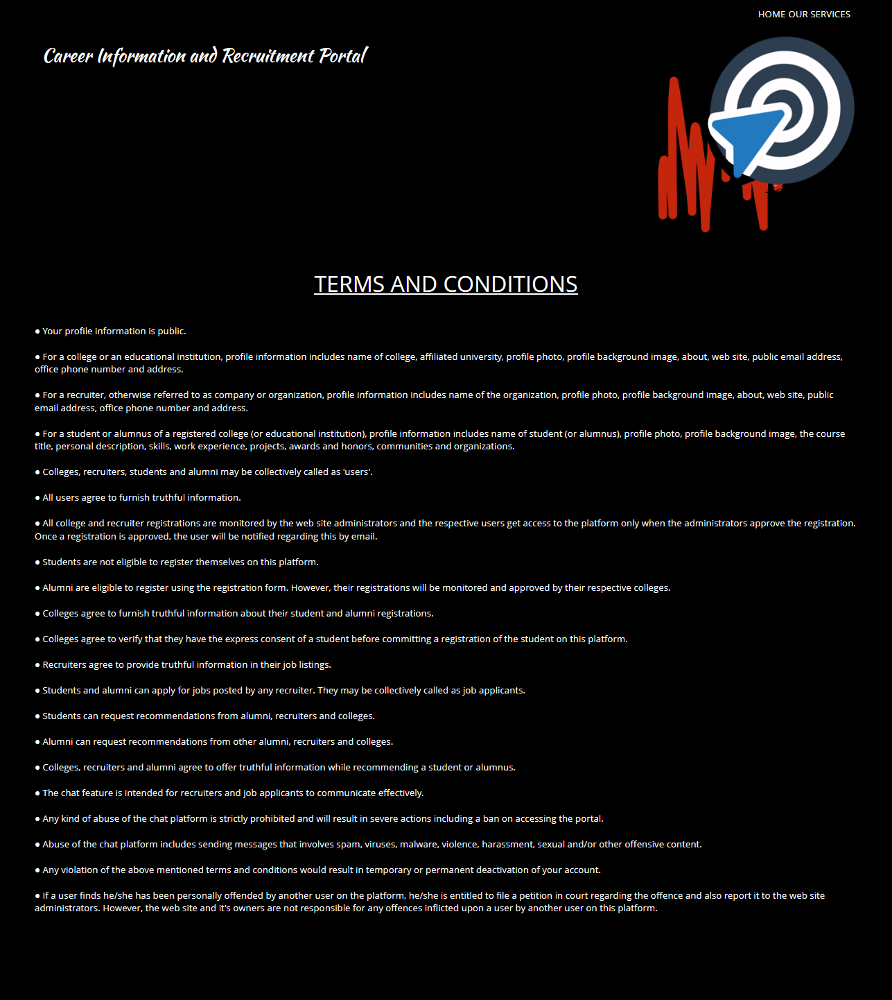 HOME OUR SERVICES
Career Information and Recruitment Portal
TERMS AND CONDITIONS
● Your profile information is public.
● For a college or an educational institution, profile information includes name of college, affiliated university, profile photo, profile background image, about, web site, public email address,
office phone number and address.
● For a recruiter, otherwise referred to as company or organization, profile information includes name of the organization, profile photo, profile background image, about, web site, public
email address, office phone number and address.
● For a student or alumnus of a registered college (or educational institution), profile information includes name of student (or alumnus), profile photo, profile background image, the course
title, personal description, skills, work experience, projects, awards and honors, communities and organizations.
● Colleges, recruiters, students and alumni may be collectively called as 'users'.
● All users agree to furnish truthful information.
● All college and recruiter registrations are monitored by the web site administrators and the respective users get access to the platform only when the administrators approve the registration.
Once a registration is approved, the user will be notified regarding this by email.
● Students are not eligible to register themselves on this platform.
● Alumni are eligible to register using the registration form. However, their registrations will be monitored and approved by their respective colleges.
● Colleges agree to furnish truthful information about their student and alumni registrations.
● Colleges agree to verify that they have the express consent of a student before committing a registration of the student on this platform.
● Recruiters agree to provide truthful information in their job listings.
● Students and alumni can apply for jobs posted by any recruiter. They may be collectively called as job applicants.
● Students can request recommendations from alumni, recruiters and colleges.
● Alumni can request recommendations from other alumni, recruiters and colleges.
● Colleges, recruiters and alumni agree to offer truthful information while recommending a student or alumnus.
● The chat feature is intended for recruiters and job applicants to communicate effectively.
● Any kind of abuse of the chat platform is strictly prohibited and will result in severe actions including a ban on accessing the portal.
● Abuse of the chat platform includes sending messages that involves spam, viruses, malware, violence, harassment, sexual and/or other offensive content.
● Any violation of the above mentioned terms and conditions would result in temporary or permanent deactivation of your account.
● If a user finds he/she has been personally offended by another user on the platform, he/she is entitled to file a petition in court regarding the offence and also report it to the web site
administrators. However, the web site and it's owners are not responsible for any offences inflicted upon a user by another user on this platform.